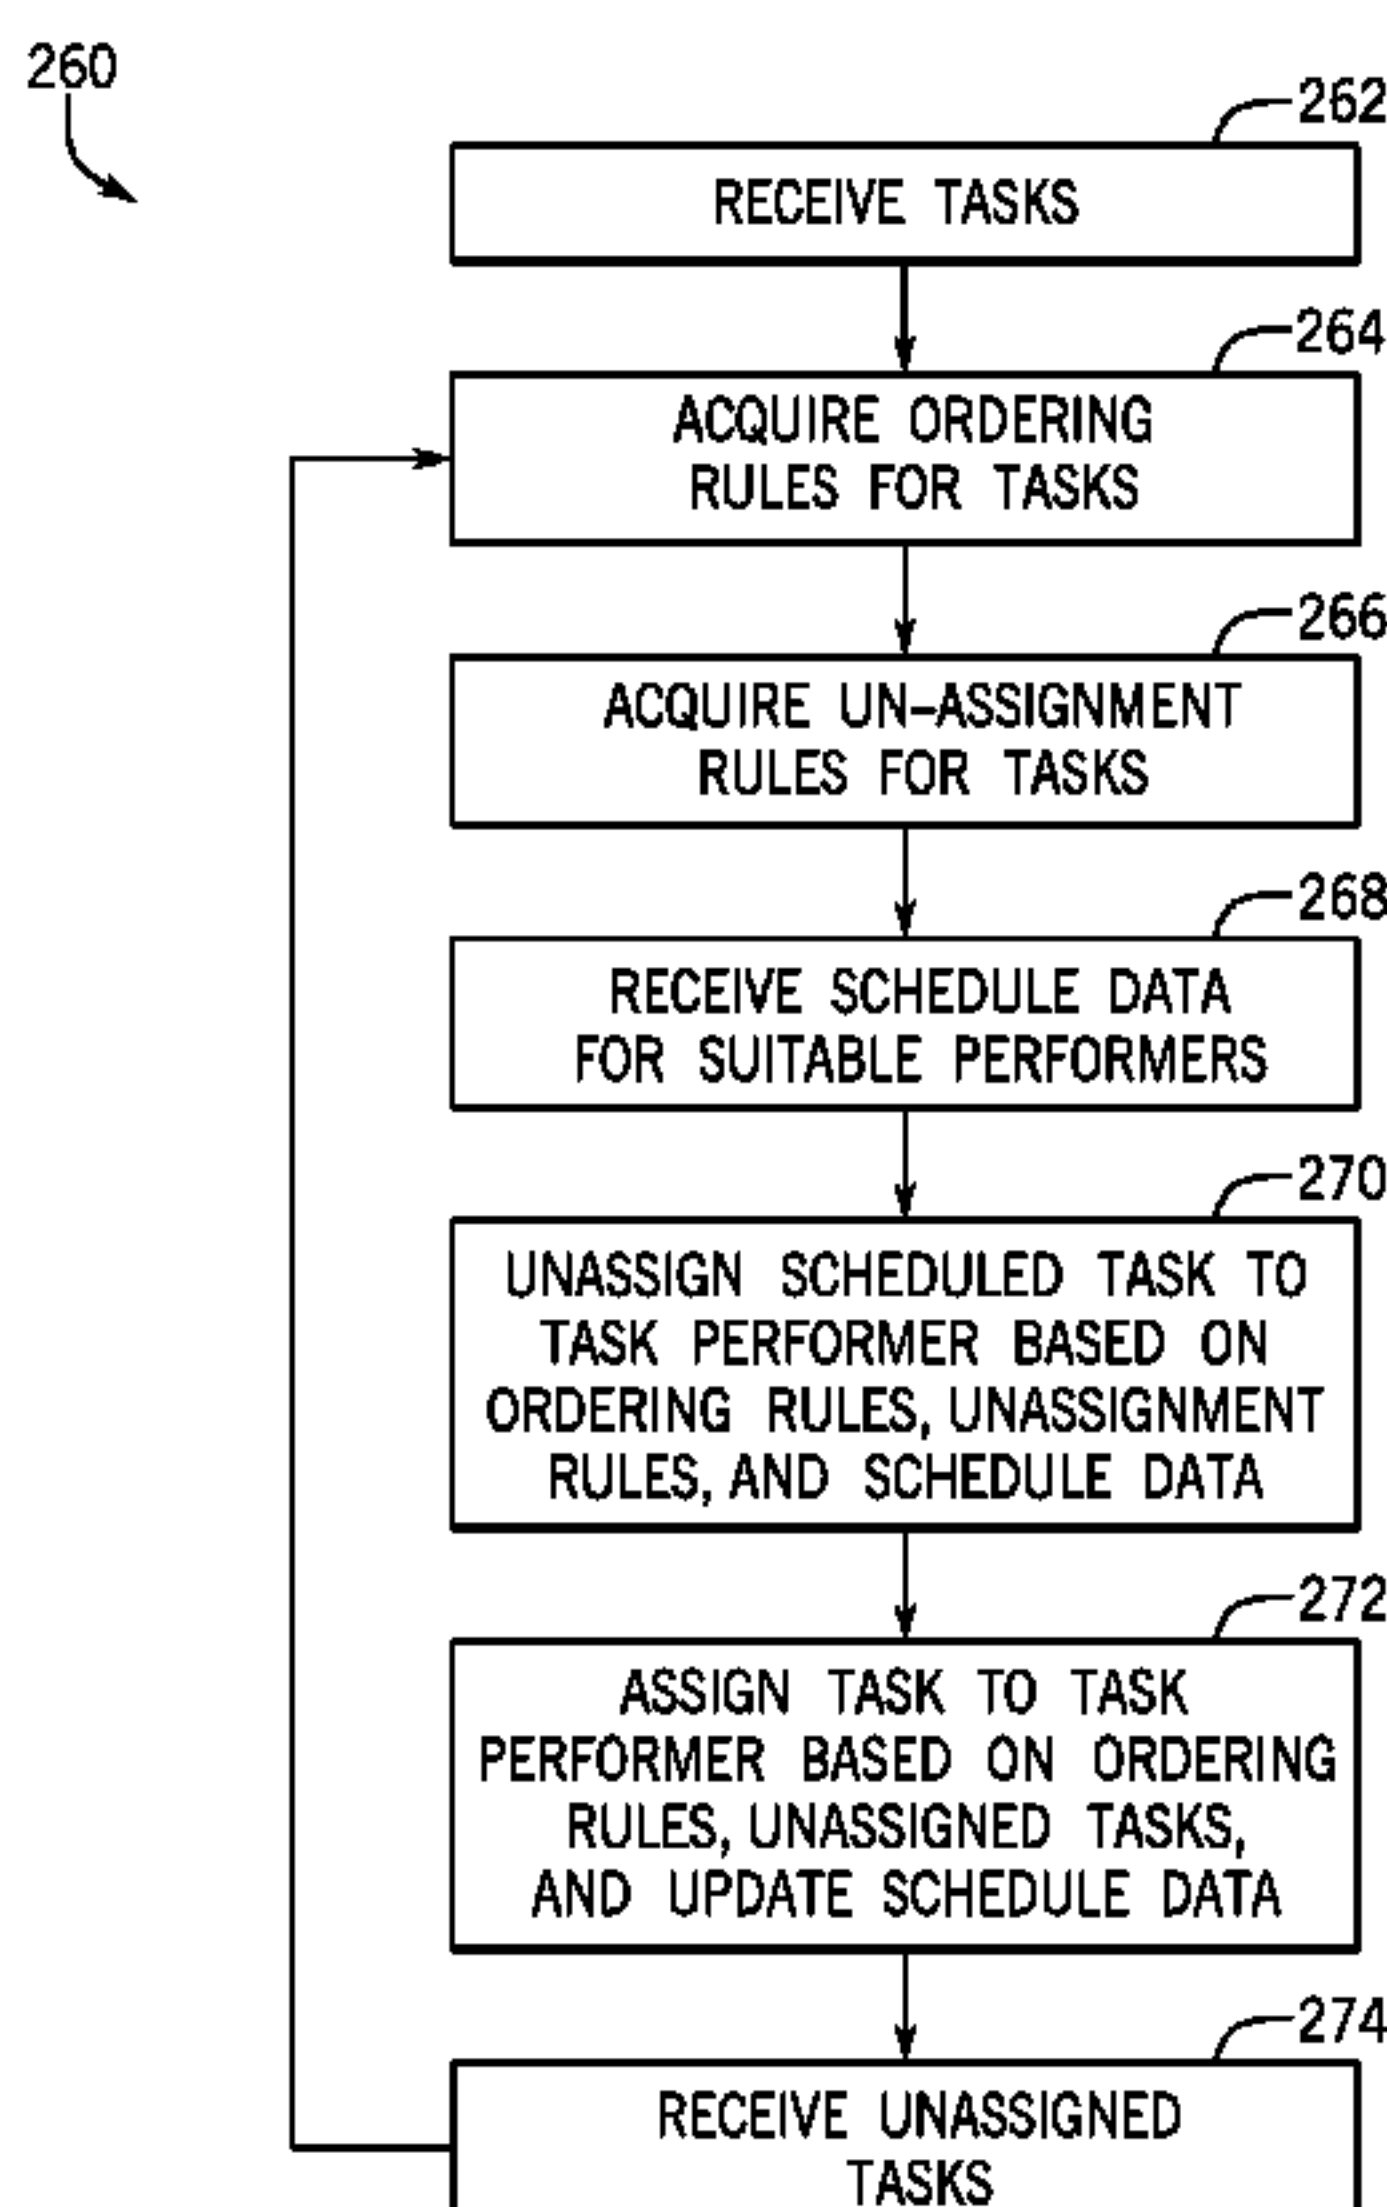 260
262
RECEIVE TASKS
264
ACQUIRE ORDERING
RULES FOR TASKS
266
ACQUIRE UN-ASSIGNMENT
RULES FOR TASKS
268
RECEIVE SCHEDULE DATA
FOR SUITABLE PERFORMERS
270
UNASSIGN SCHEDULED TASK TO
TASK PERFORMER BASED ON
ORDERING RULES, UNASSIGNMENT
RULES, AND SCHEDULE DATA
272
ASSIGN TASK TO TASK
PERFORMER BASED ON ORDERING
RULES, UNASSIGNED TASKS,
AND UPDATE SCHEDULE DATA
274
RECEIVE UNASSIGNED
TASKS